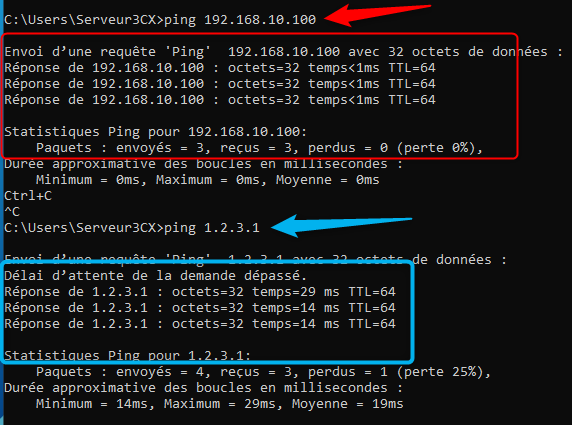 C:\Users\Serveur3CX>ping 192.168.10.100
Envoi d’une requête 'Ping'  192.168.10.100 avec 32 octets de données :
Réponse de 192.168.10.100 : octets=32 temps<1ms TTL=64
Réponse de 192.168.10.100 : octets=32 temps<1ms TTL=64
Réponse de 192.168.10.100 : octets=32 temps<1ms TTL=64
Statistiques Ping pour 192.168.10.100:
    Paquets : envoyés = 3, reçus = 3, perdus = 0 (perte 0%),
Durée approximative des boucles en millisecondes :
    Minimum = 0ms, Maximum = 0ms, Moyenne = 0ms
Ctrl+C
^C
C:\Users\Serveur3CX>ping 1.2.3.1
Envoi d’une requête 'Ping'  1.2.3.1 avec 32 octets de données :
Délai d’attente de la demande dépassé.
Réponse de 1.2.3.1 : octets=32 temps=29 ms TTL=64
Réponse de 1.2.3.1 : octets=32 temps=14 ms TTL=64
Réponse de 1.2.3.1 : octets=32 temps=14 ms TTL=64
Statistiques Ping pour 1.2.3.1:
    Paquets : envoyés = 4, reçus = 3, perdus = 1 (perte 25%),
Durée approximative des boucles en millisecondes :
    Minimum = 14ms, Maximum = 29ms, Moyenne = 19ms